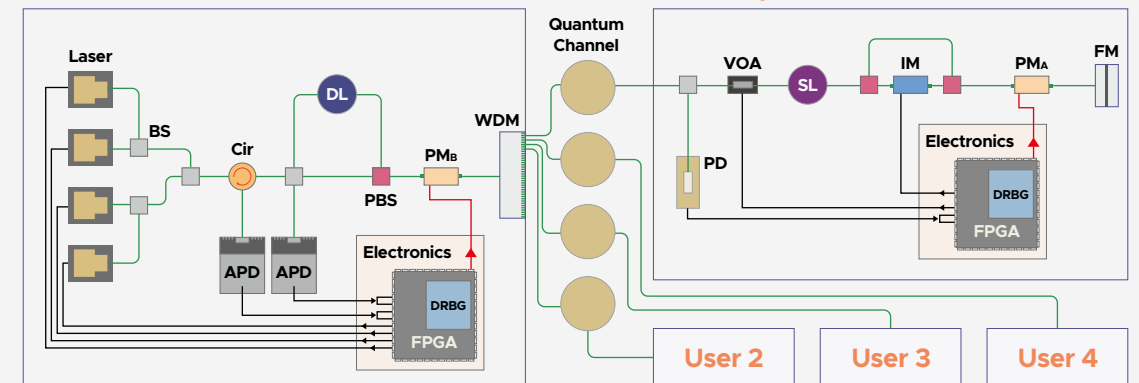 Laser
BS
Cir
DL
PBS
PMB
WDM
APD
APD
Electronics
DRBG
FPGA
Quantum
Channel
VOA
SL
IM
PMA
FM
PD
Electronics
DRBG
FPGA
User 2
User 3
User 4